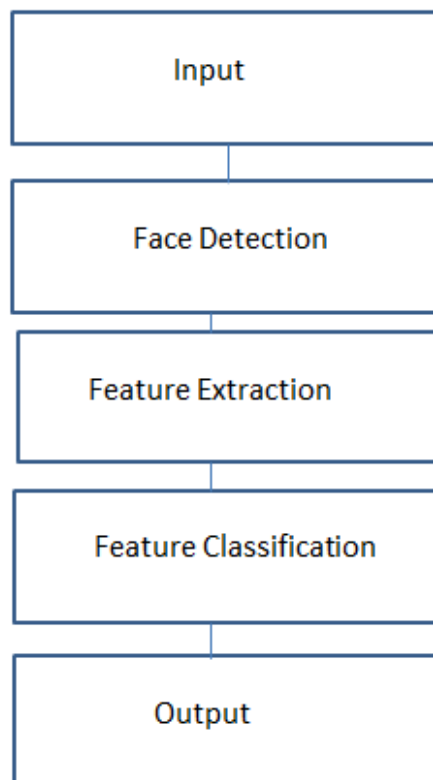 Input
Face Detection
Feature Extraction
Feature Classification
Output